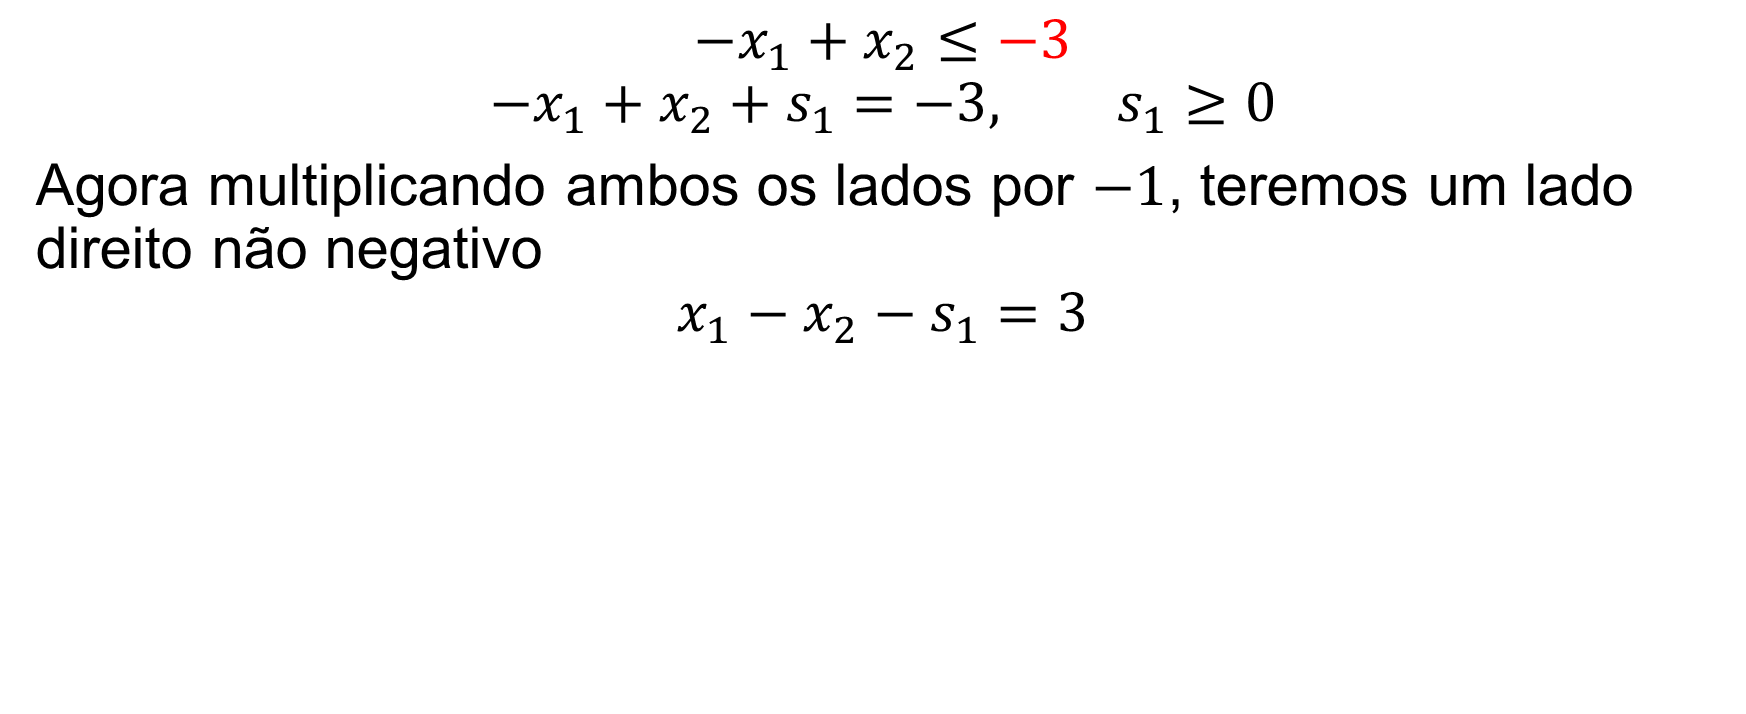 −x₁ + x₂ ≤ −3
−x₁ + x₂ + s₁ = −3, s₁ ≥ 0
Agora multiplicando ambos os lados por −1, teremos um lado
direito não negativo
x₁ − x₂ − s₁ = 3